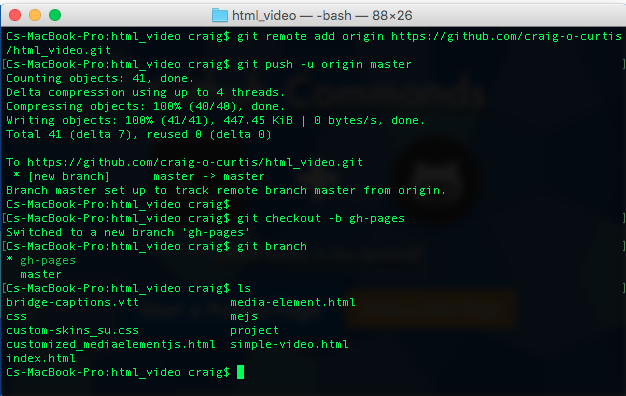 html_video — -bash — 88×26
Cs-MacBook-Pro:html_video craig$ git remote add origin https://github.com/craig-o-curtis
/html_video.git
[Cs-MacBook-Pro:html_video craig$ git push -u origin master ]
Counting objects: 41, done.
Delta compression using up to 4 threads.
Compressing objects: 100% (40/40), done.
Writing objects: 100% (41/41), 447.45 KiB | 0 bytes/s, done.
Total 41 (delta 7), reused 0 (delta 0)
To https://github.com/craig-o-curtis/html_video.git
 * [new branch]      master -> master
Branch master set up to track remote branch master from origin.
Cs-MacBook-Pro:html_video craig$
[Cs-MacBook-Pro:html_video craig$ git checkout -b gh-pages ]
Switched to a new branch 'gh-pages'
[Cs-MacBook-Pro:html_video craig$ git branch ]
* gh-pages
  master
[Cs-MacBook-Pro:html_video craig$ ls ]
bridge-captions.vtt          media-element.html
css                          mejs
custom-skins_su.css          project
customized_mediaelementjs.html  simple-video.html
index.html
Cs-MacBook-Pro:html_video craig$